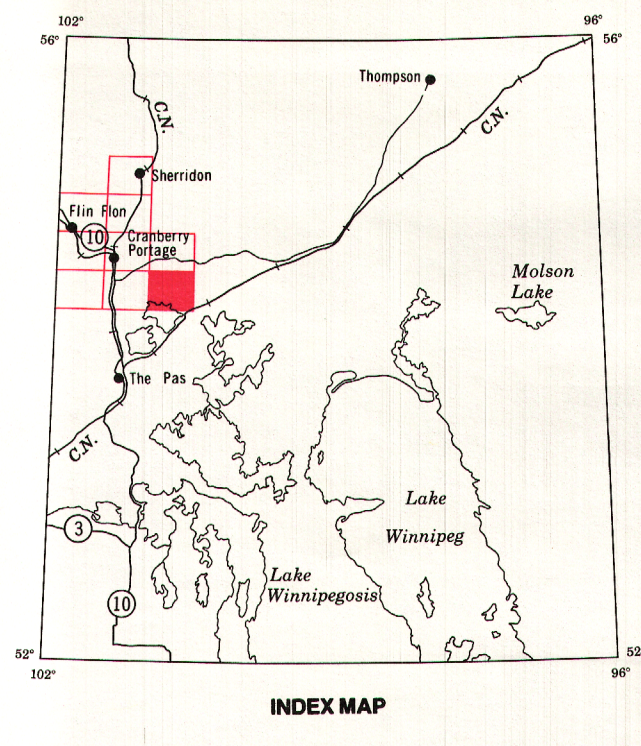 102°
96°
56°
56°
Thompson
C.N.
C.N.
Sherridon
Flin Flon
10
Cranberry
Portage
Molson
Lake
The Pas
C.N.
Lake
Winnipeg
3
Lake
Winnipegosis
10
52°
52
102°
96°
INDEX MAP